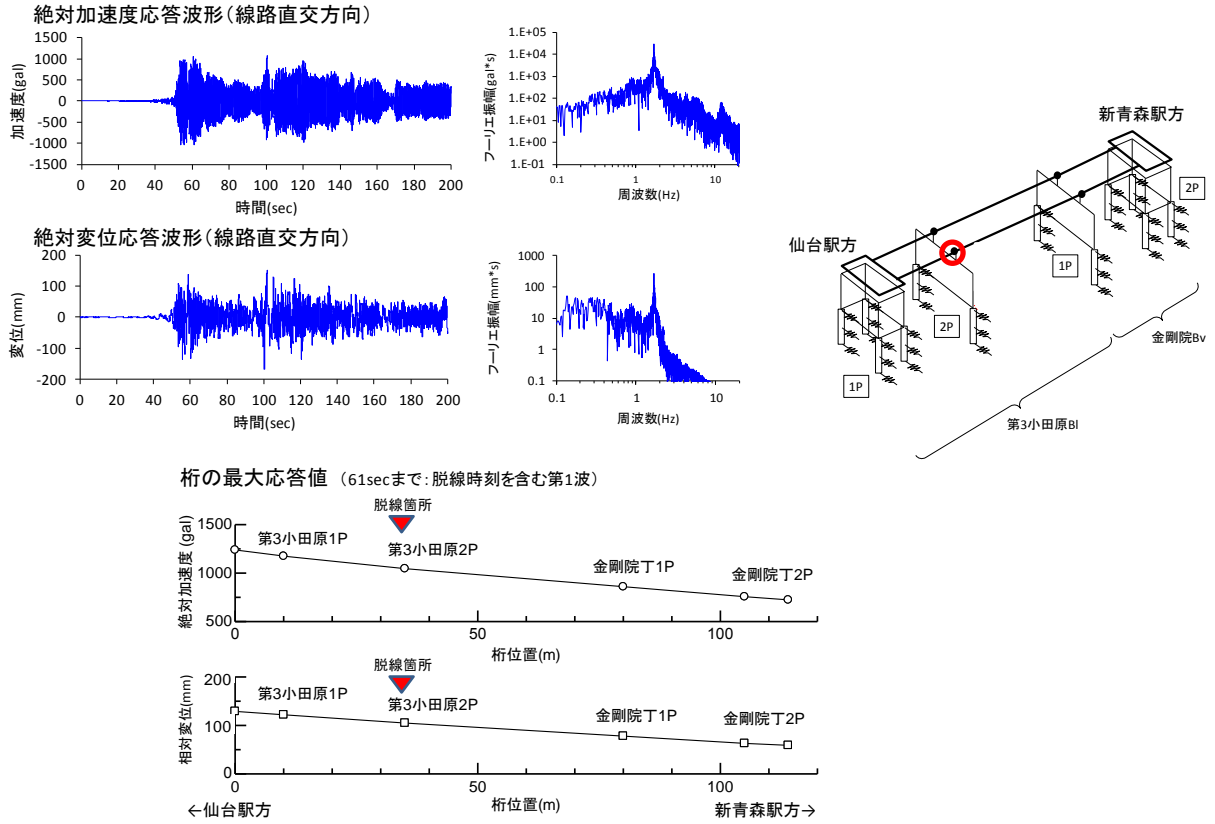 絶対加速度応答波形（線路直交方向）
1500
1000
500
0
-500
-1000
-1500
加速度(gal)
0 20 40 60 80 100 120 140 160 180 200
時間(sec)
1.E+05
1.E+04
1.E+03
1.E+02
1.E+01
1.E+00
1.E-01
フーリエ振幅(gal*s)
0.1 1 10
周波数(Hz)
絶対変位応答波形（線路直交方向）
200
100
0
-100
-200
変位(mm)
0 20 40 60 80 100 120 140 160 180 200
時間(sec)
1000
100
10
1
0.1
フーリエ振幅(mm*s)
0.1 1 10
周波数(Hz)
新青森駅方
2P
仙台駅方
1P
2P
金剛院Bv
1P
第3小田原Bl
桁の最大応答値 （61secまで：脱線時刻を含む第1波）
脱線箇所
1500
1000
500
絶対加速度 (gal)
第3小田原1P
第3小田原2P
金剛院丁1P
金剛院丁2P
0 50 100
桁位置(m)
脱線箇所
200
100
0
相対変位(mm)
第3小田原1P
第3小田原2P
金剛院丁1P
金剛院丁2P
0 50 100
桁位置(m)
←仙台駅方
新青森駅方→